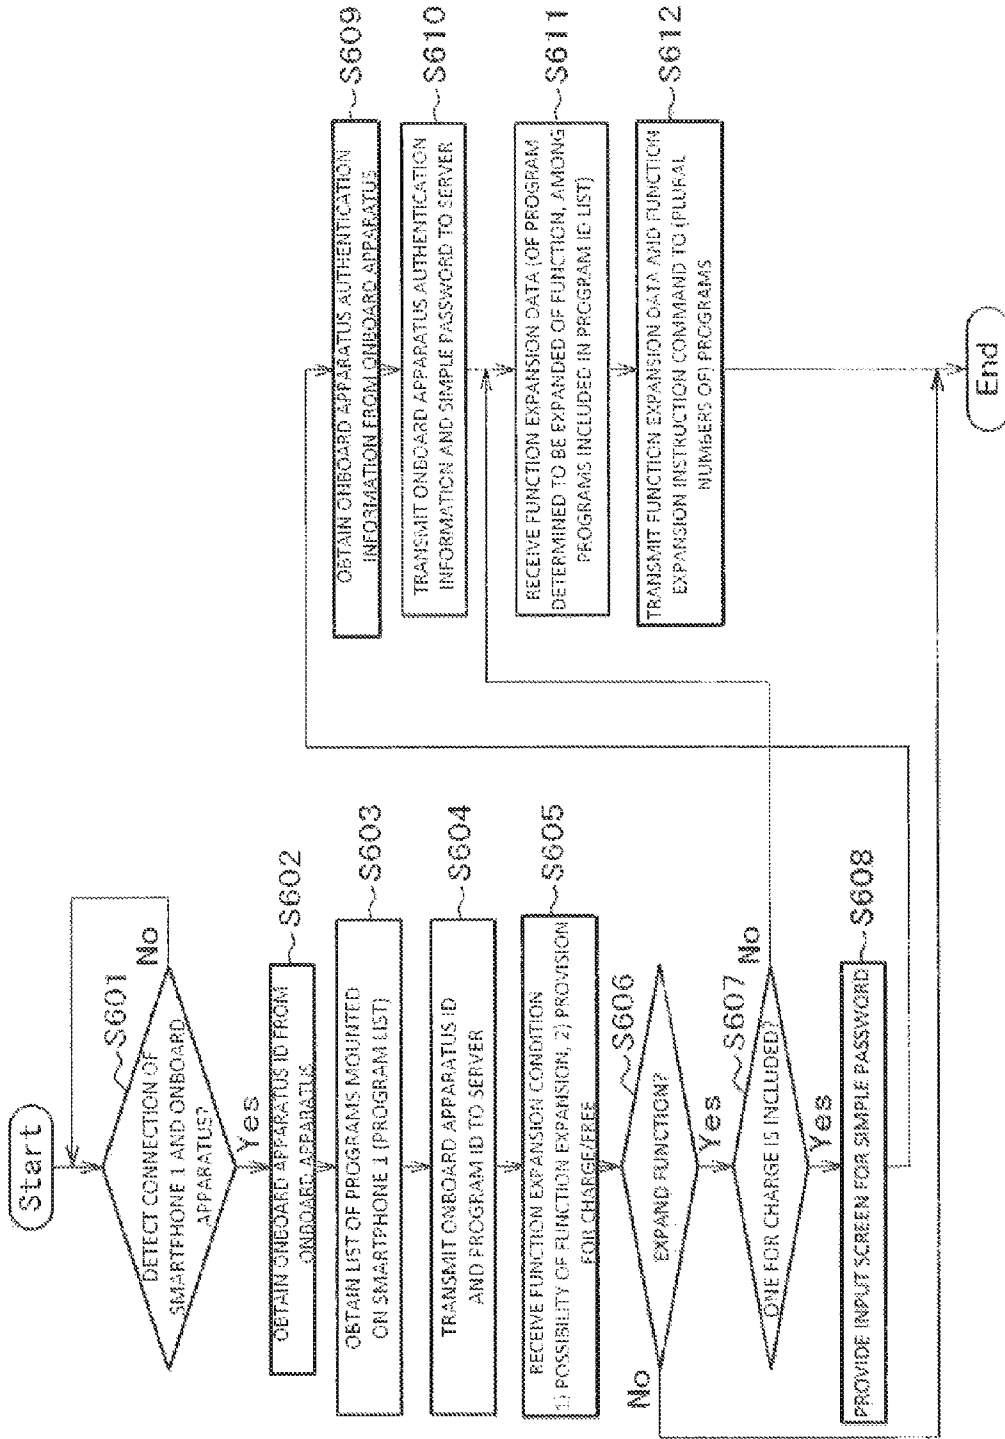 Start
DETECT CONNECTION OF
SMARTPHONE 1 AND ONBOARD
APPARATUS?
S601
No
Yes
OBTAIN ONBOARD APPARATUS ID FROM
ONBOARD APPARATUS
S602
OBTAIN LIST OF PROGRAMS MOUNTED
ON SMARTPHONE 1 (PROGRAM LIST)
S603
TRANSMIT ONBOARD APPARATUS ID
AND PROGRAM ID TO SERVER
S604
RECEIVE FUNCTION EXPANSION CONDITION
1) POSSIBILITY OF FUNCTION EXPANSION, 2) PROVISION
FOR CHARGE/FREE
S605
EXPAND FUNCTION?
S606
No
Yes
ONE FOR CHARGE IS INCLUDED?
S607
No
Yes
PROVIDE INPUT SCREEN FOR SIMPLE PASSWORD
S608
OBTAIN ONBOARD APPARATUS AUTHENTICATION
INFORMATION FROM ONBOARD APPARATUS
S609
TRANSMIT ONBOARD APPARATUS AUTHENTICATION
INFORMATION AND SIMPLE PASSWORD TO SERVER
S610
RECEIVE FUNCTION EXPANSION DATA (OF PROGRAM
DETERMINED TO BE EXPANDED OF FUNCTION, AMONG
PROGRAMS INCLUDED IN PROGRAM ID LIST)
S611
TRANSMIT FUNCTION EXPANSION DATA AND FUNCTION
EXPANSION INSTRUCTION COMMAND TO (PLURAL
NUMBERS OF) PROGRAMS
S612
End